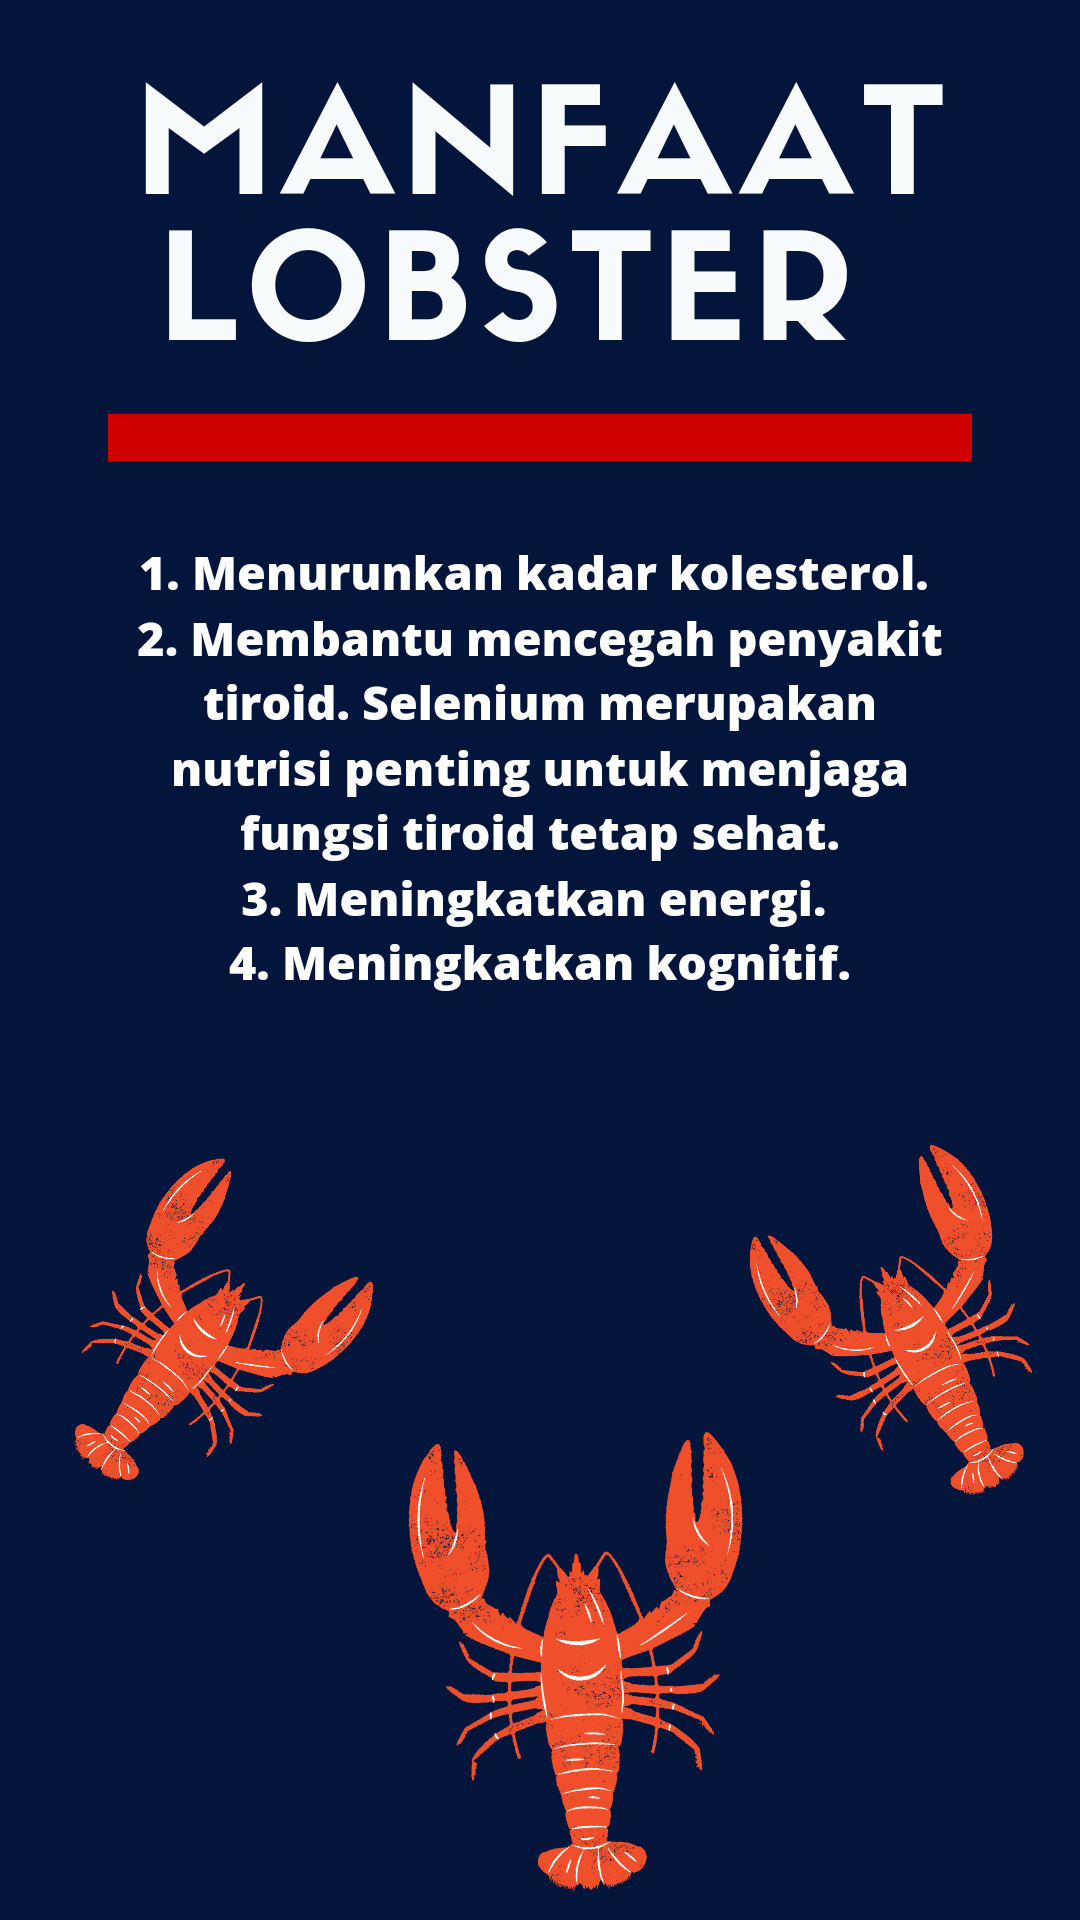 MANFAAT
LOBSTER
1. Menurunkan kadar kolesterol.
2. Membantu mencegah penyakit
tiroid. Selenium merupakan
nutrisi penting untuk menjaga
fungsi tiroid tetap sehat.
3. Meningkatkan energi.
4. Meningkatkan kognitif.